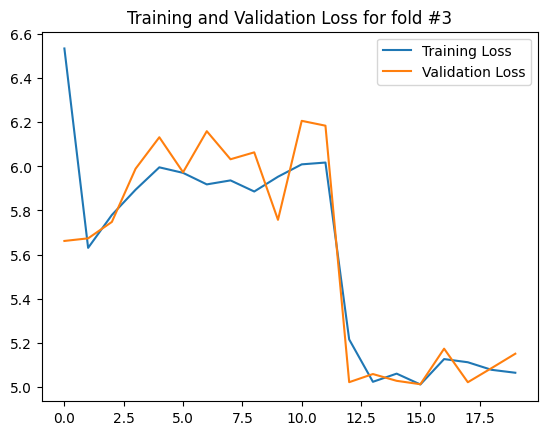 Training and Validation Loss for fold #3
Training Loss
Validation Loss
6.6
6.4
6.2
6.0
5.8
5.6
5.4
5.2
5.0
0.0 2.5 5.0 7.5 10.0 12.5 15.0 17.5